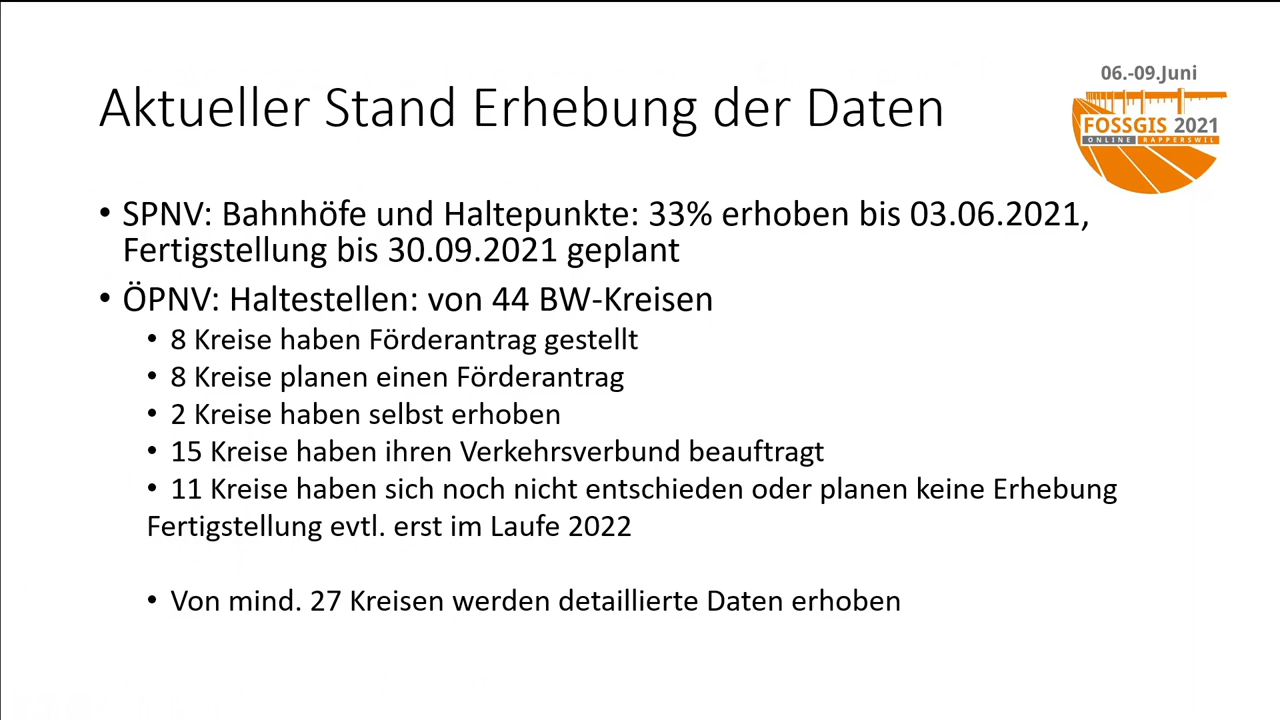 Aktueller Stand Erhebung der Daten
06.-09.Juni
FOSSGIS 2021
ONLINE RAPPERSWIL
• SPNV: Bahnhöfe und Haltepunkte: 33% erhoben bis 03.06.2021,
Fertigstellung bis 30.09.2021 geplant
• ÖPNV: Haltestellen: von 44 BW-Kreisen
• 8 Kreise haben Förderantrag gestellt
• 8 Kreise planen einen Förderantrag
• 2 Kreise haben selbst erhoben
• 15 Kreise haben ihren Verkehrsverbund beauftragt
• 11 Kreise haben sich noch nicht entschieden oder planen keine Erhebung
Fertigstellung evtl. erst im Laufe 2022
• Von mind. 27 Kreisen werden detaillierte Daten erhoben